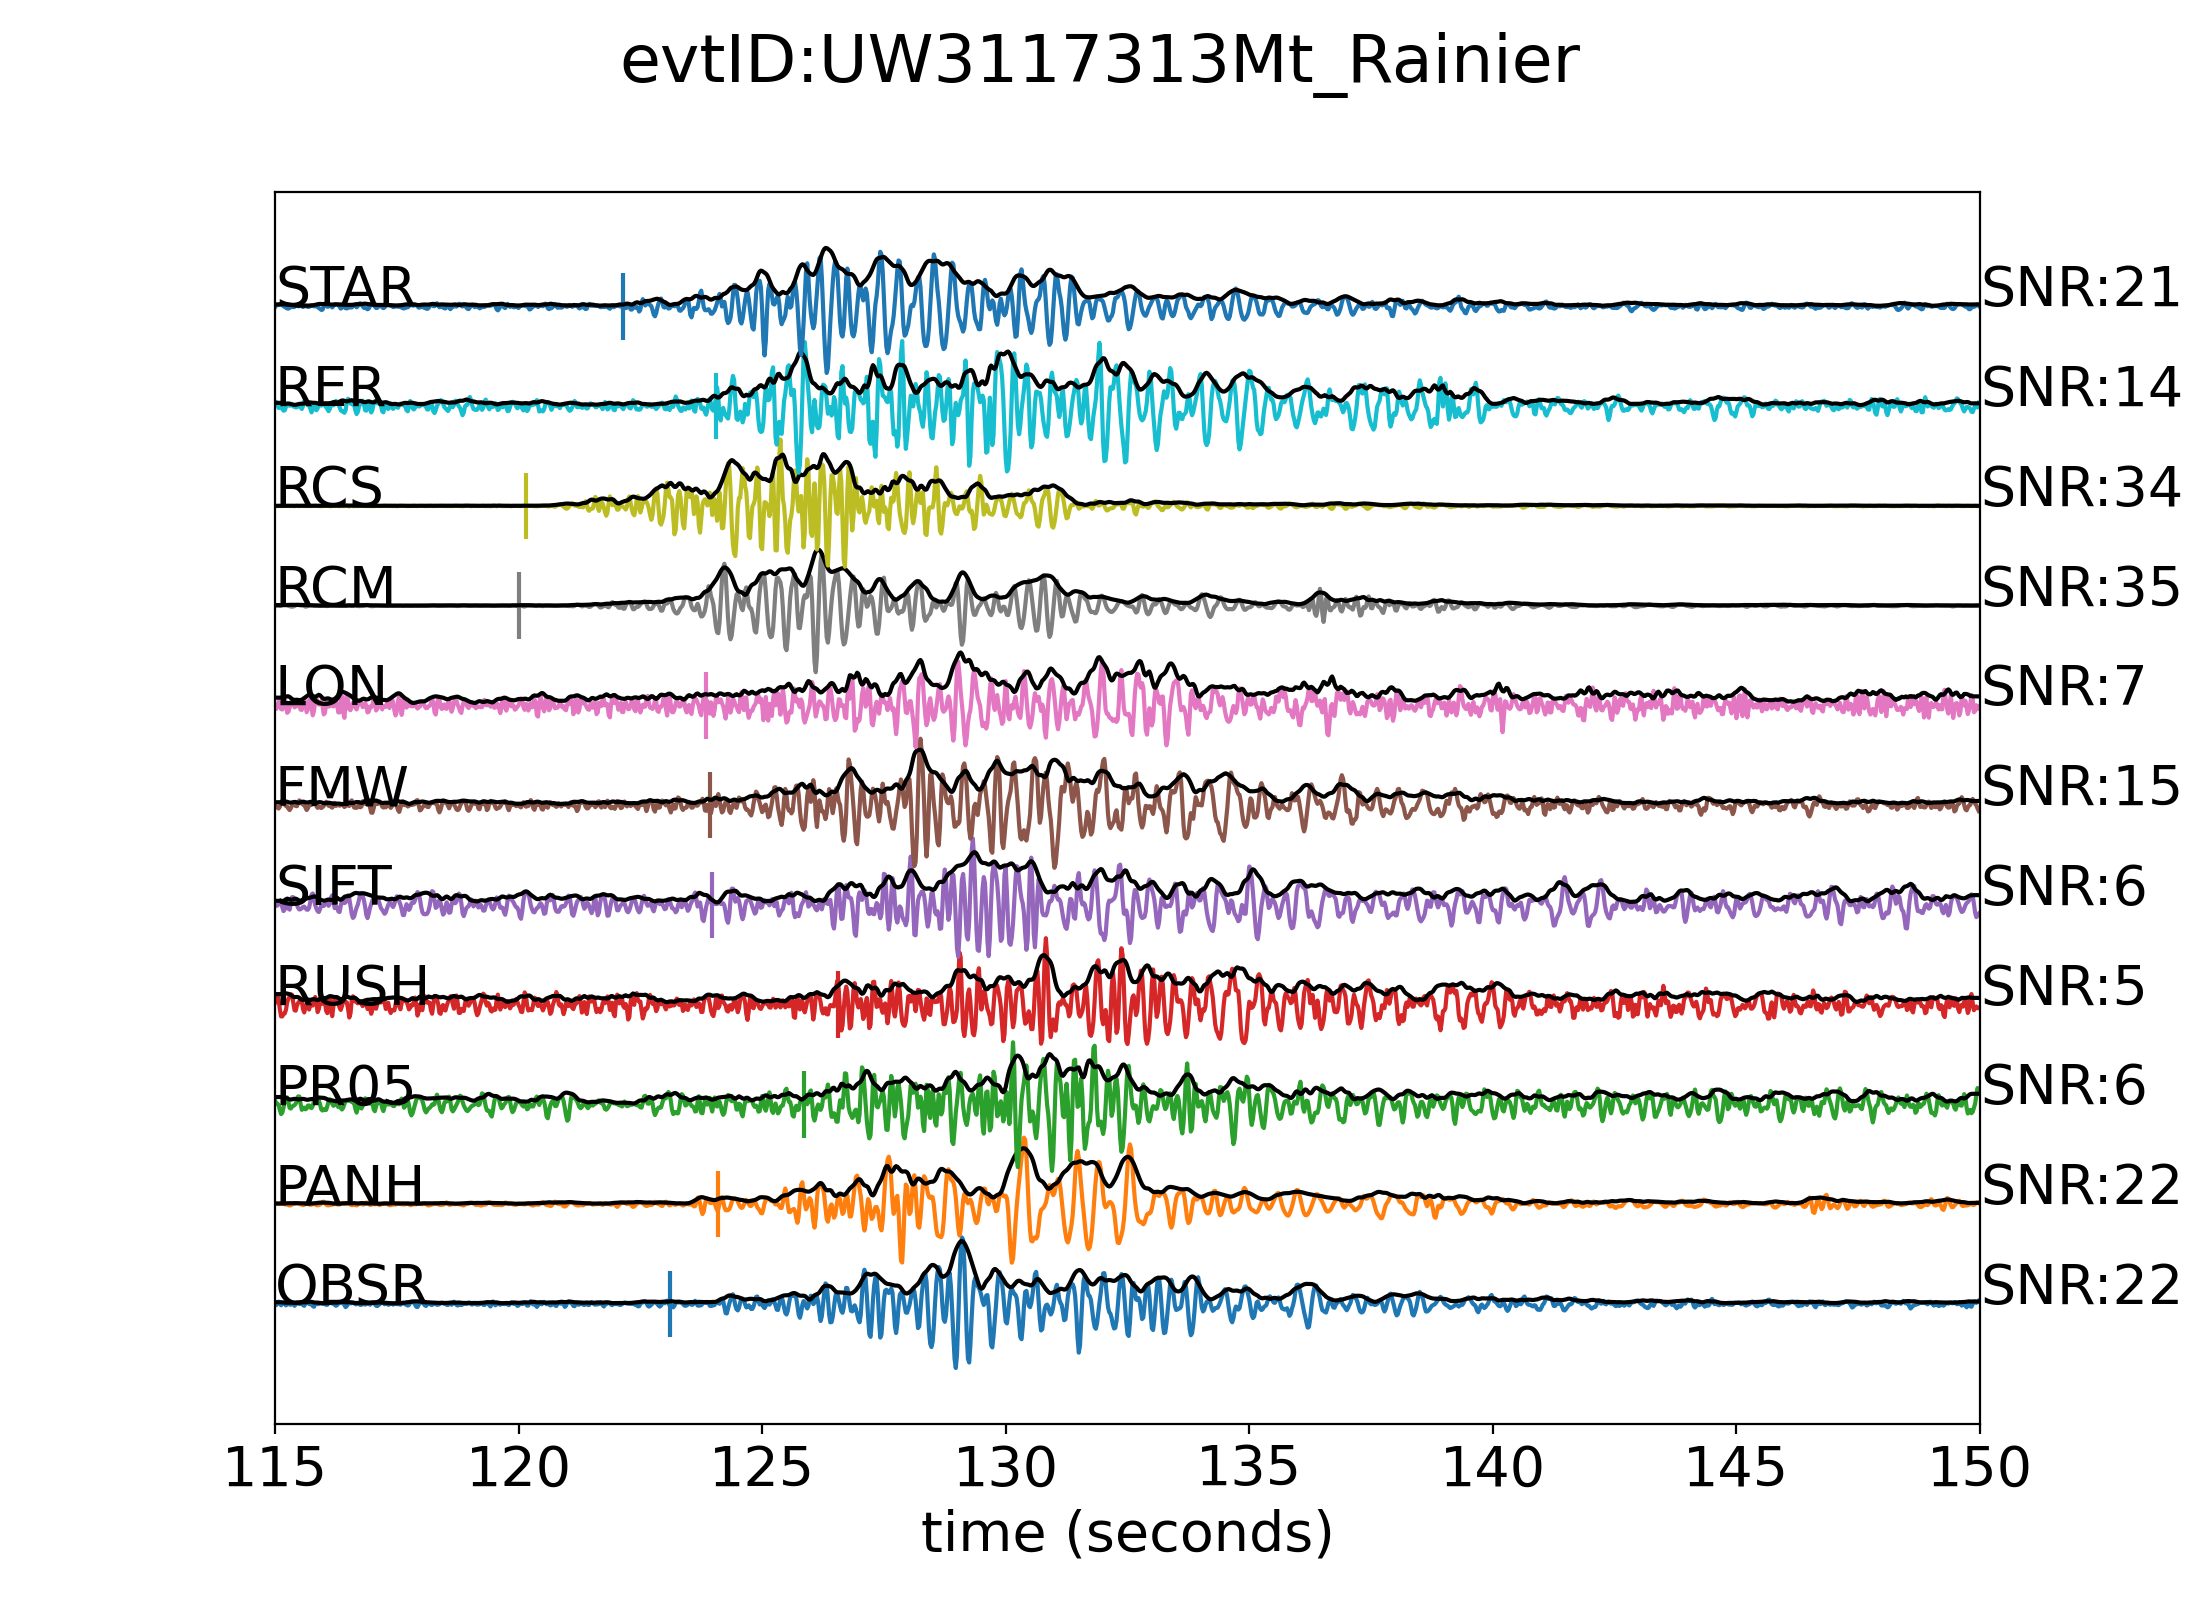 evtID:UW3117313Mt_Rainier
STAR SNR:21
RER SNR:14
RCS SNR:34
RCM SNR:35
LON SNR:7
FMW SNR:15
SIFT SNR:6
RUSH SNR:5
PR05 SNR:6
PANH SNR:22
OBSR SNR:22
115 120 125 130 135 140 145 150
time (seconds)